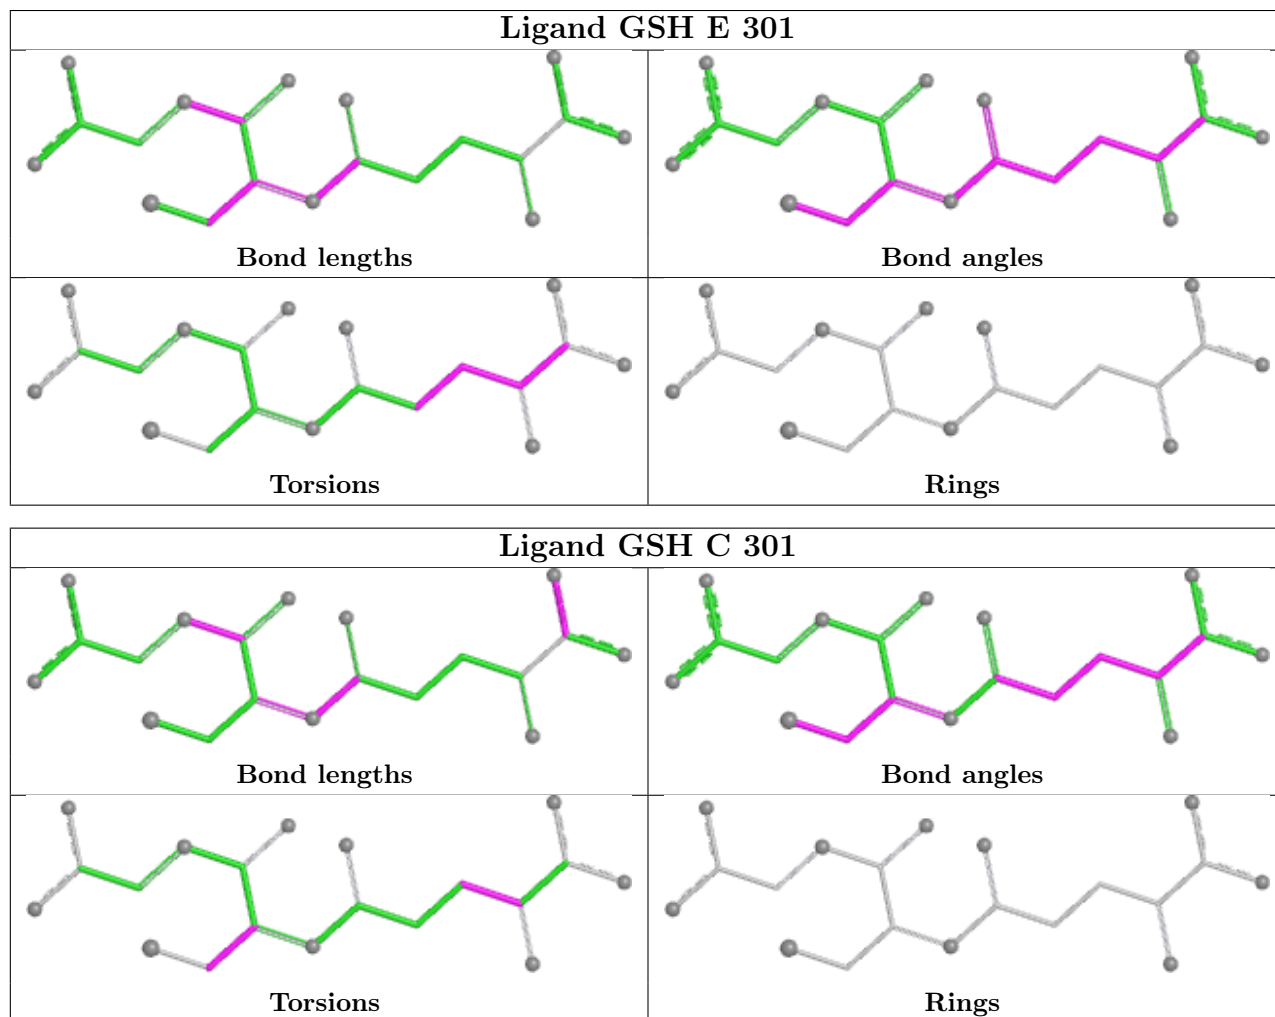 Ligand GSH E 301
Bond lengths
Bond angles
Torsions
Rings
Ligand GSH C 301
Bond lengths
Bond angles
Torsions
Rings